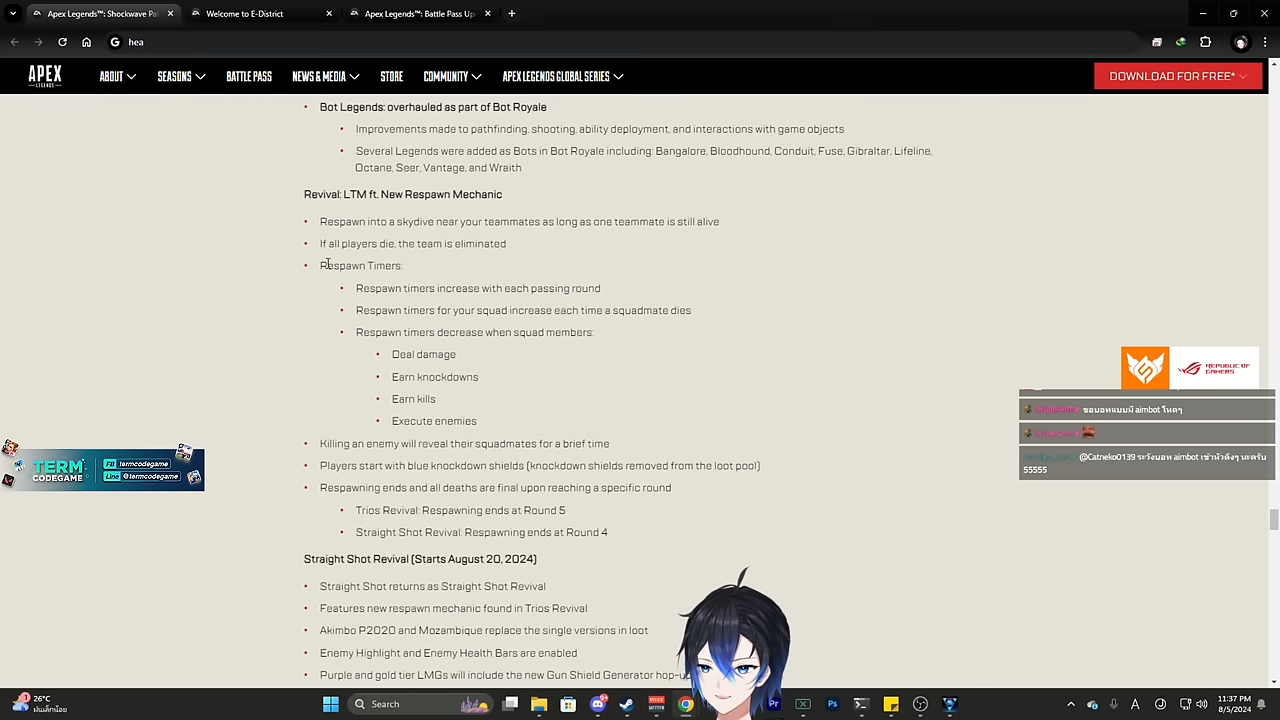 Apex Legends™: Shockwave Pa
Welcome to E-District
Apex Legends™: Battle Pass Up
hea
APEX
LEGENDS
ABOUT
SEASONS
BATTLE PASS
NEWS & MEDIA
STORE
COMMUNITY
APEX LEGENDS GLOBAL SERIES
DOWNLOAD FOR FREE*
Bot Legends: overhauled as part of Bot Royale
Improvements made to pathfinding, shooting, ability deployment, and interactions with game objects
Several Legends were added as Bots in Bot Royale including: Bangalore, Bloodhound, Conduit, Fuse, Gibraltar, Lifeline,
Octane, Seer, Vantage, and Wraith
Revival: LTM ft. New Respawn Mechanic
Respawn into a skydive near your teammates as long as one teammate is still alive
If all players die, the team is eliminated
Respawn Timers:
Respawn timers increase with each passing round
Respawn timers for your squad increase each time a squadmate dies
Respawn timers decrease when squad members:
Deal damage
Earn knockdowns
Earn kills
Execute enemies
Killing an enemy will reveal their squadmates for a brief time
Players start with blue knockdown shields (knockdown shields removed from the loot pool)
Respawning ends and all deaths are final upon reaching a specific round
Trios Revival: Respawning ends at Round 5
Straight Shot Revival: Respawning ends at Round 4
Straight Shot Revival (Starts August 20, 2024)
Straight Shot returns as Straight Shot Revival
Features new respawn mechanic found in Trios Revival
Akimbo P2020 and Mozambique replace the single versions in loot
Enemy Highlight and Enemy Health Bars are enabled
Purple and gold tier LMGs will include the new Gun Shield Generator hop-u
REPUBLIC OF
GAMERS
ขอบอทแบบมี aimbot โหดๆ
@Catneko0139 ระวังบอท aimbot เข้าหัวตึงๆ นะครับ
55555
TERM
CODEGAME
FB termcodegame
Line @termcodegame
26°C
ฝนเล็กน้อย
Search
11:37 PM
8/5/2024